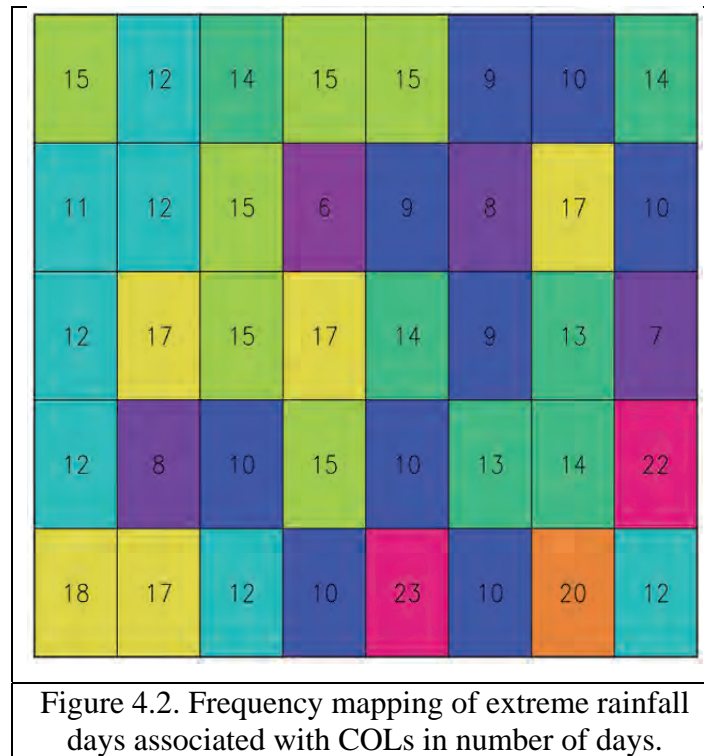 15 12 14 15 15 9 10 14
11 12 15 6 9 8 17 10
12 17 15 17 14 9 13 7
12 8 10 15 10 13 14 22
18 17 12 10 23 10 20 12
Figure 4.2. Frequency mapping of extreme rainfall
days associated with COLs in number of days.